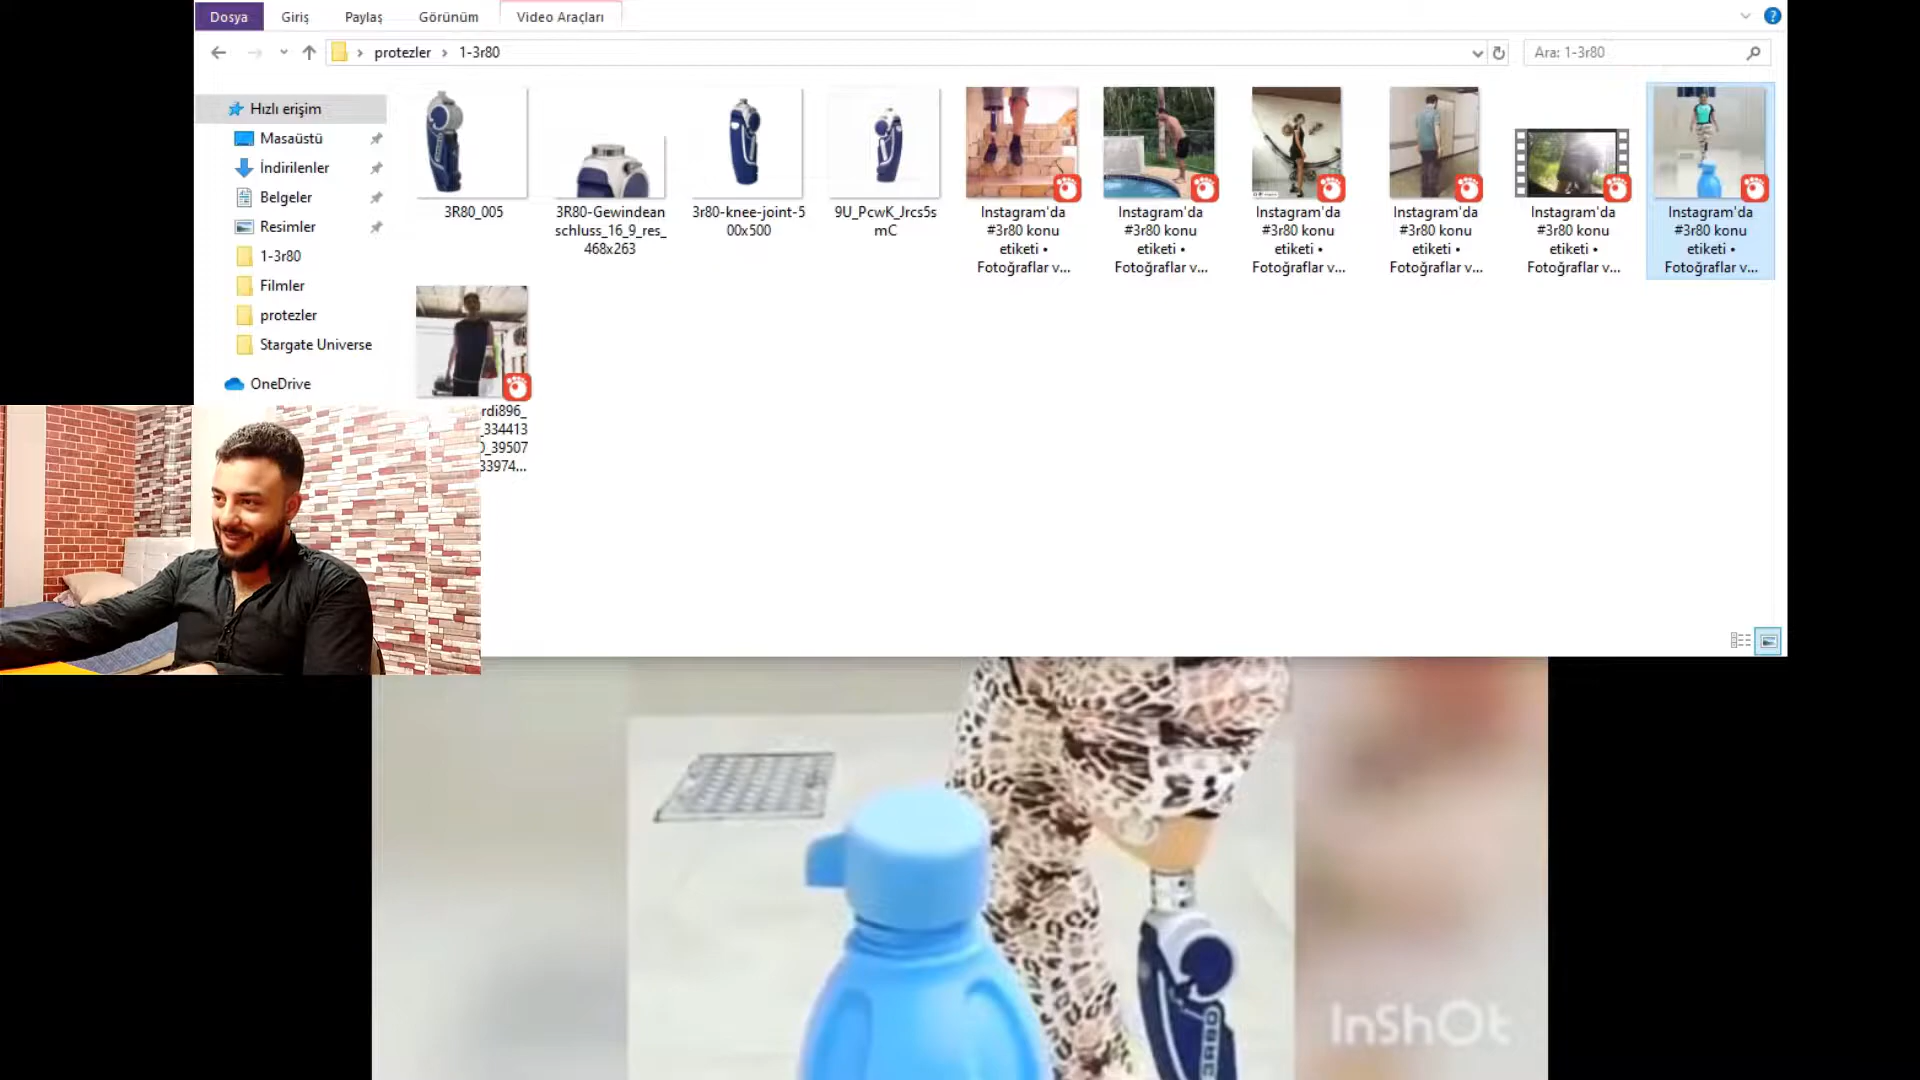 Dosya
Giriş
Paylaş
Görünüm
Video Araçları
protezler
1-3r80
Ara: 1-3r80
Hızlı erişim
Masaüstü
İndirilenler
Belgeler
Resimler
1-3r80
Filmler
protezler
Stargate Universe
OneDrive
3R80_005
3R80-Gewindean
schluss_16_9_res_
468x263
3r80-knee-joint-5
00x500
9U_PcwK_Jrcs5s
mC
Instagram'da
#3r80 konu
etiketi •
Fotoğraflar v...
Instagram'da
#3r80 konu
etiketi •
Fotoğraflar v...
Instagram'da
#3r80 konu
etiketi •
Fotoğraflar v...
Instagram'da
#3r80 konu
etiketi •
Fotoğraflar v...
Instagram'da
#3r80 konu
etiketi •
Fotoğraflar v...
Instagram'da
#3r80 konu
etiketi •
Fotoğraflar v...
rdi896_
_334413
0_39507
33974...
3R80
InShOt